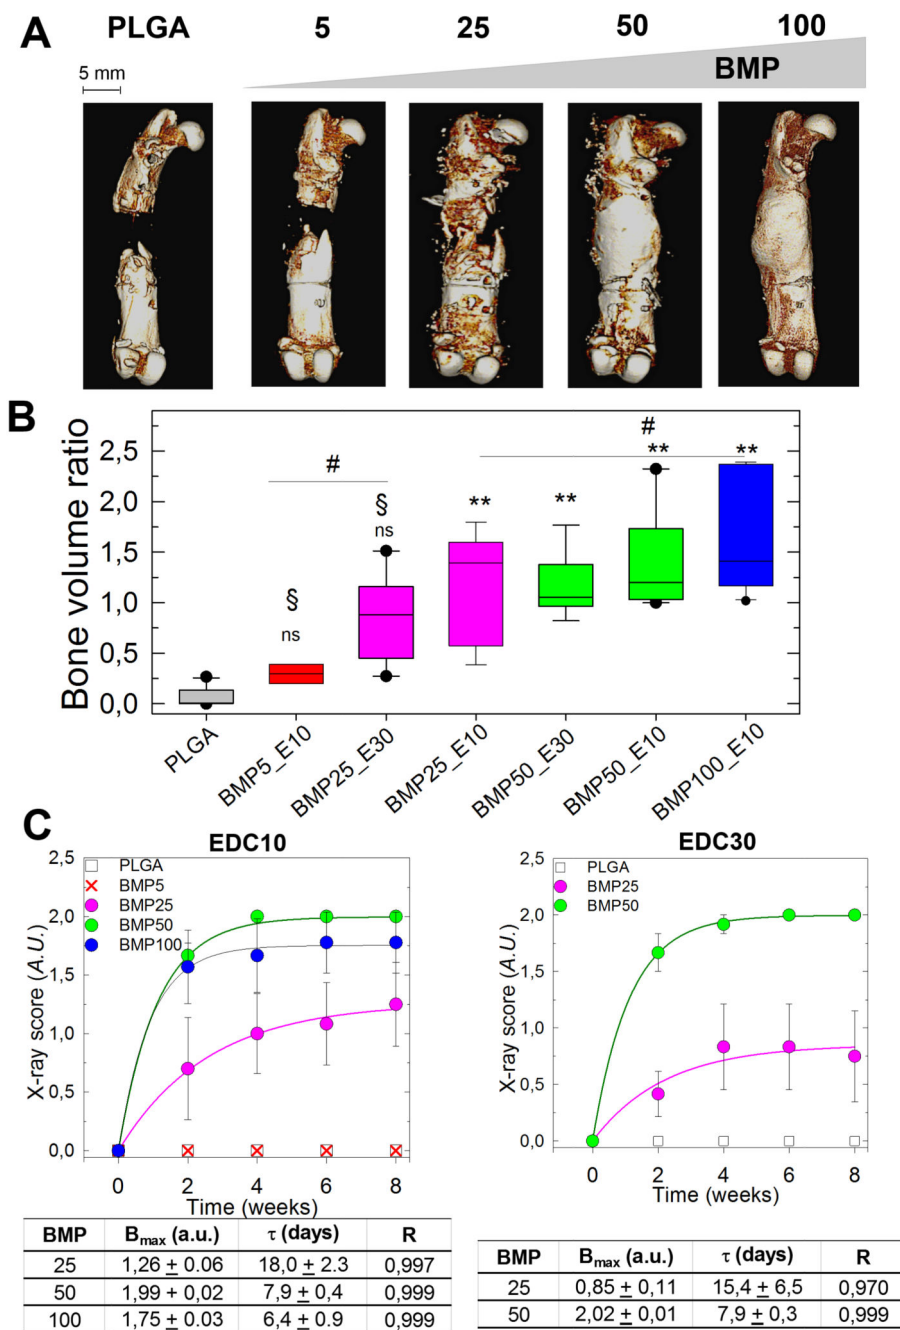 A
PLGA 5 25 50 100
5 mm
BMP
B
Bone volume ratio
2,5
2,0
1,5
1,0
0,5
0,0
#
#
§
ns
§
ns
**
**
**
**
PLGA
BMP5_E10
BMP25_E30
BMP25_E10
BMP50_E30
BMP50_E10
BMP100_E10
C
EDC10
X-ray score (A.U.)
2,5
2,0
1,5
1,0
0,5
0,0
PLGA
BMP5
BMP25
BMP50
BMP100
0 2 4 6 8
Time (weeks)
BMP Bmax (a.u.) τ (days) R
25 1,26 ± 0.06 18,0 ± 2.3 0,997
50 1,99 ± 0,02 7,9 ± 0,4 0,999
100 1,75 ± 0.03 6,4 ± 0.9 0,999
EDC30
X-ray score (A.U.)
2,5
2,0
1,5
1,0
0,5
0,0
PLGA
BMP25
BMP50
0 2 4 6 8
Time (weeks)
BMP Bmax (a.u.) τ (days) R
25 0,85 ± 0,11 15,4 ± 6,5 0,970
50 2,02 ± 0,01 7,9 ± 0,3 0,999